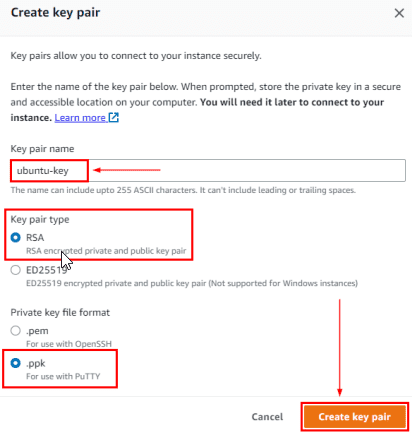 Create key pair
Key pairs allow you to connect to your instance securely.
Enter the name of the key pair below. When prompted, store the private key in a secure
and accessible location on your computer. You will need it later to connect to your
instance. Learn more
Key pair name
ubuntu-key
The name can include upto 255 ASCII characters. It can't include leading or trailing spaces.
Key pair type
RSA
RSA encrypted private and public key pair
ED25519
ED25519 encrypted private and public key pair (Not supported for Windows instances)
Private key file format
.pem
For use with OpenSSH
.ppk
For use with PuTTY
Cancel
Create key pair